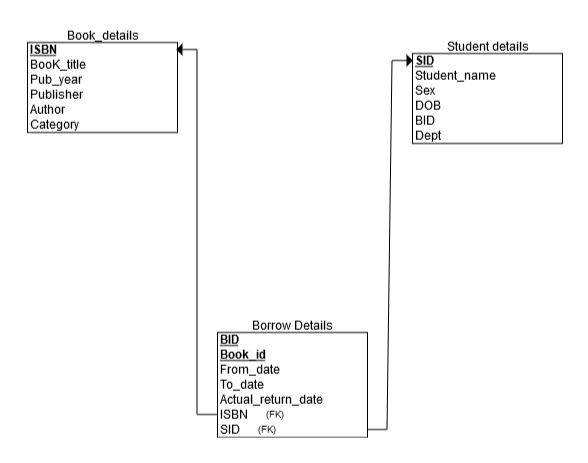 Book_details
ISBN
BooK_title
Pub_year
Publisher
Author
Category
Student details
SID
Student_name
Sex
DOB
BID
Dept
Borrow Details
BID
Book_id
From_date
To_date
Actual_return_date
ISBN (FK)
SID (FK)